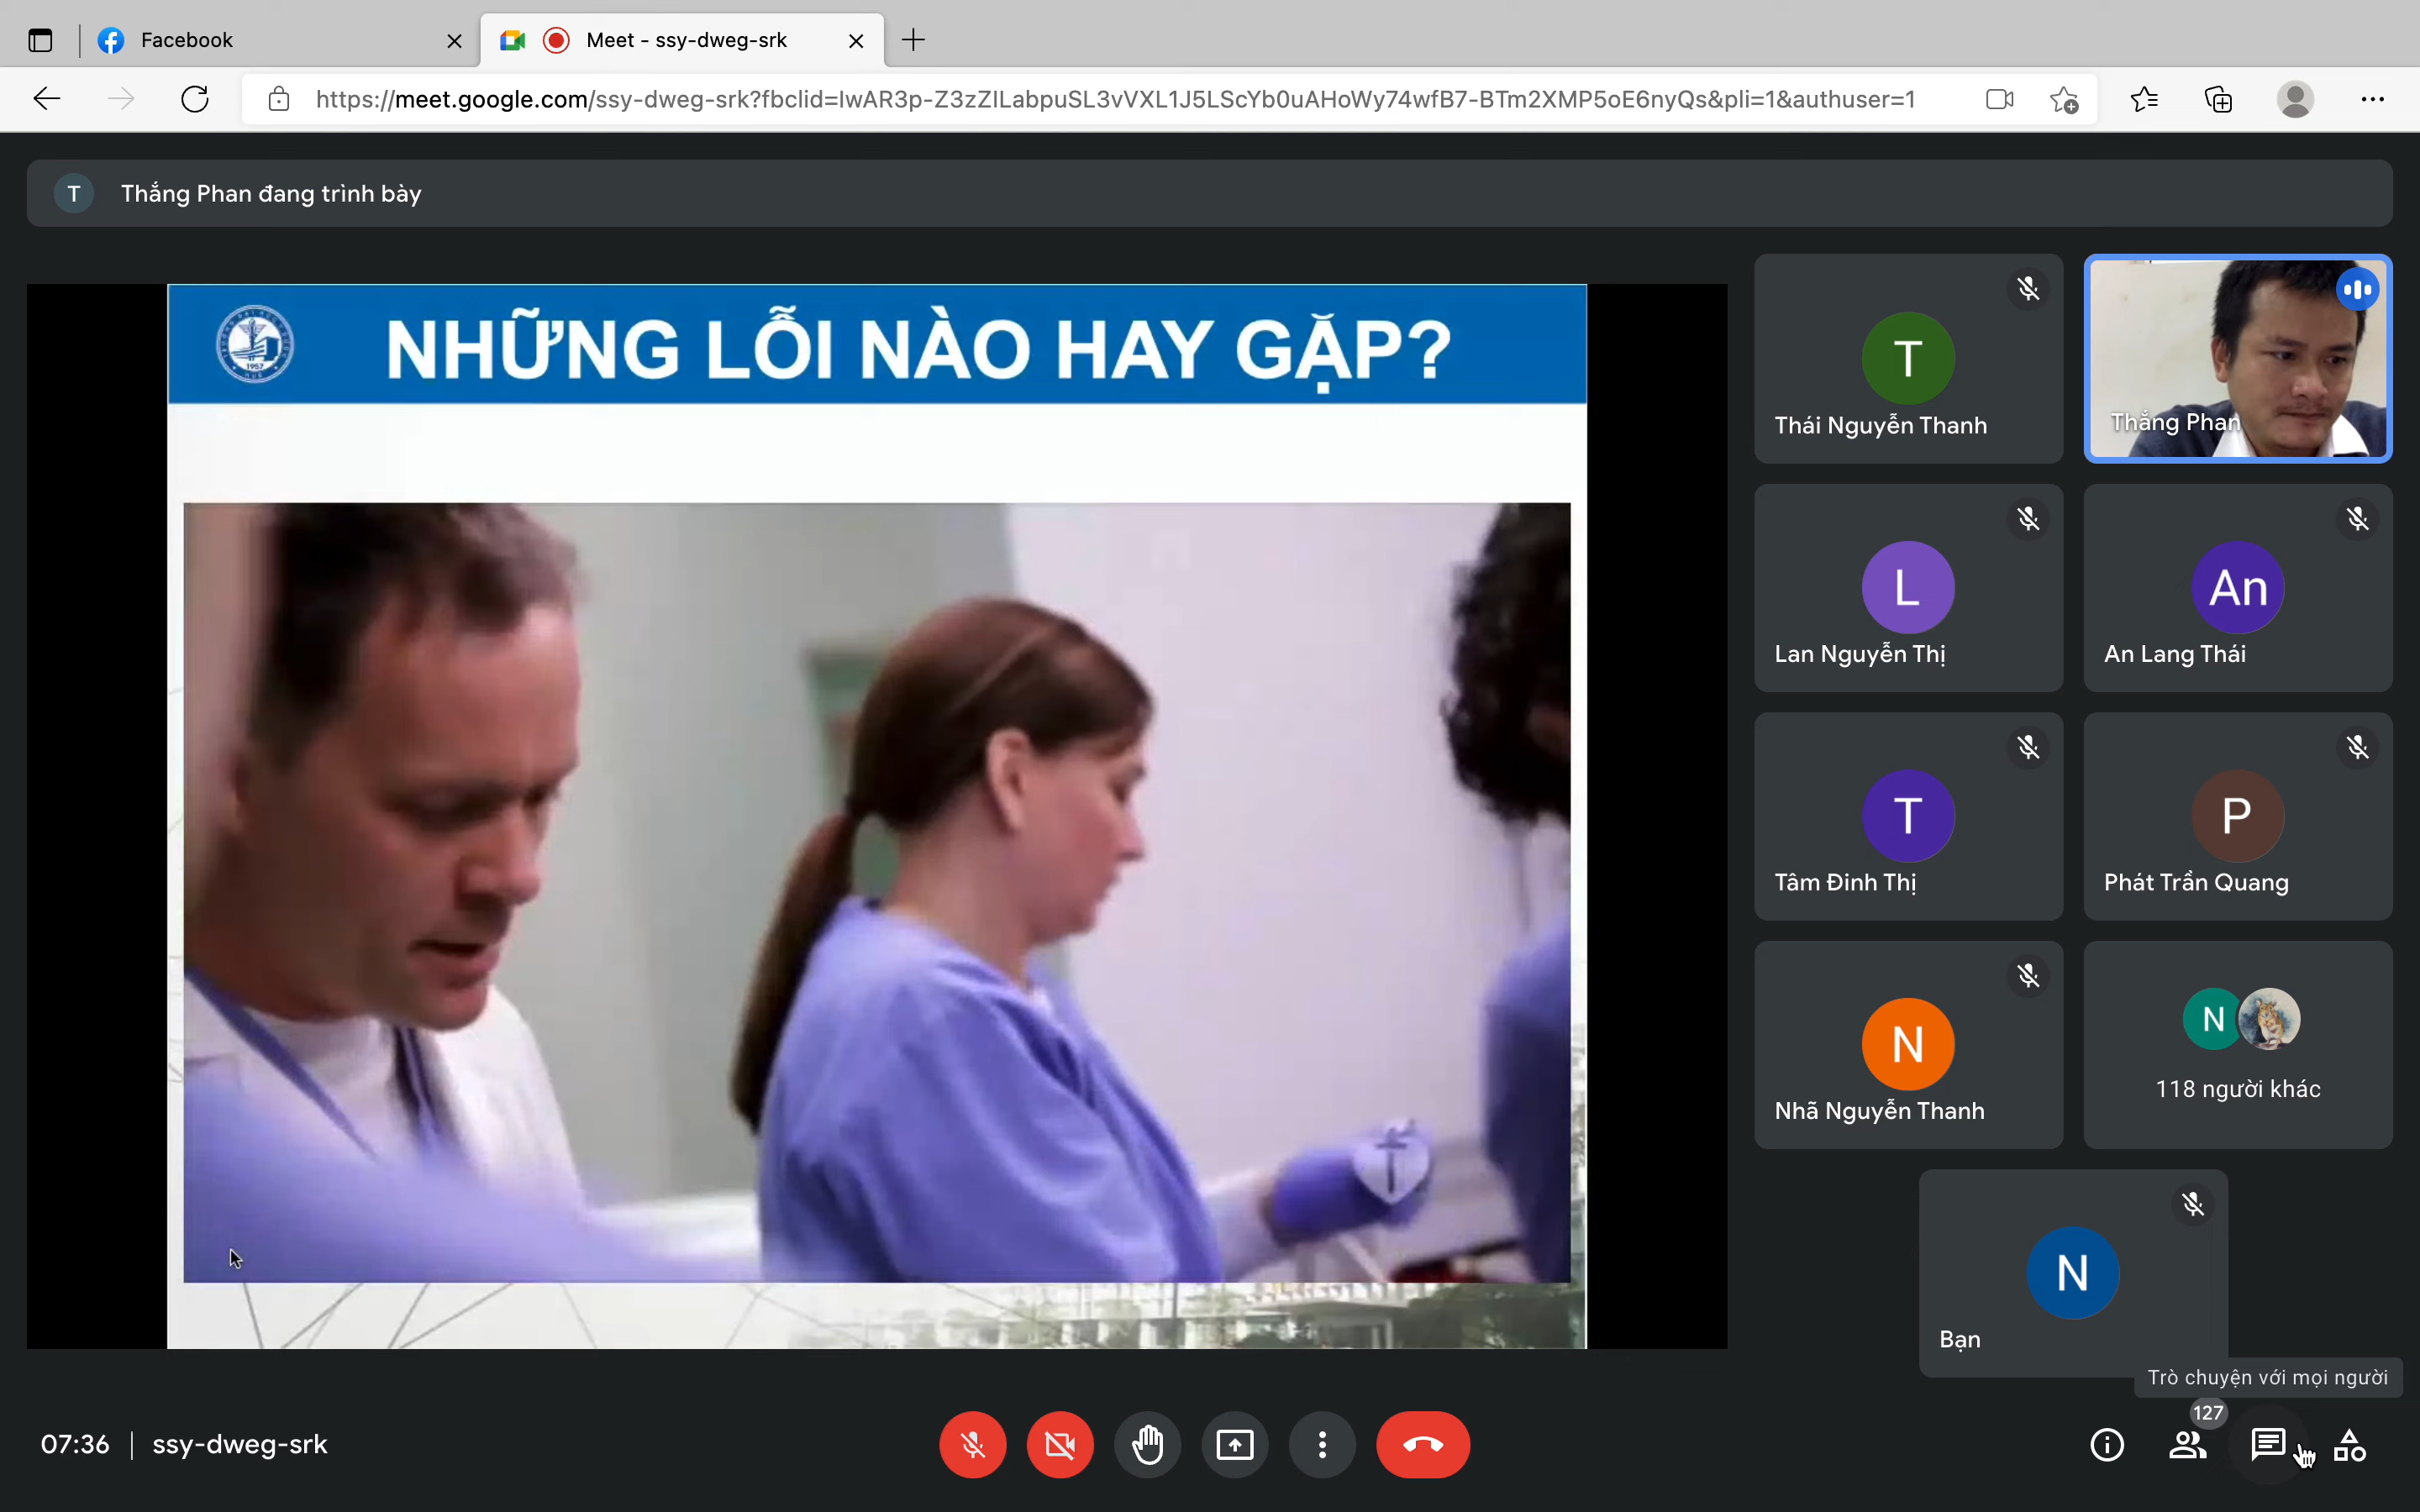 Facebook
Meet - ssy-dweg-srk
https://meet.google.com/ssy-dweg-srk?fbclid=IwAR3p-Z3zZILabpuSL3vVXL1J5LScYb0uAHoWy74wfB7-BTm2XMP5oE6nyQs&pli=1&authuser=1
T Thắng Phan đang trình bày
NHỮNG LỖI NÀO HAY GẶP?
1957
HUẾ
T
Thái Nguyễn Thanh
Thắng Phan
L
Lan Nguyễn Thị
An
An Lang Thái
T
Tâm Đinh Thị
P
Phát Trần Quang
N
Nhã Nguyễn Thanh
N
118 người khác
N
Bạn
Trò chuyện với mọi người
127
07:36 | ssy-dweg-srk